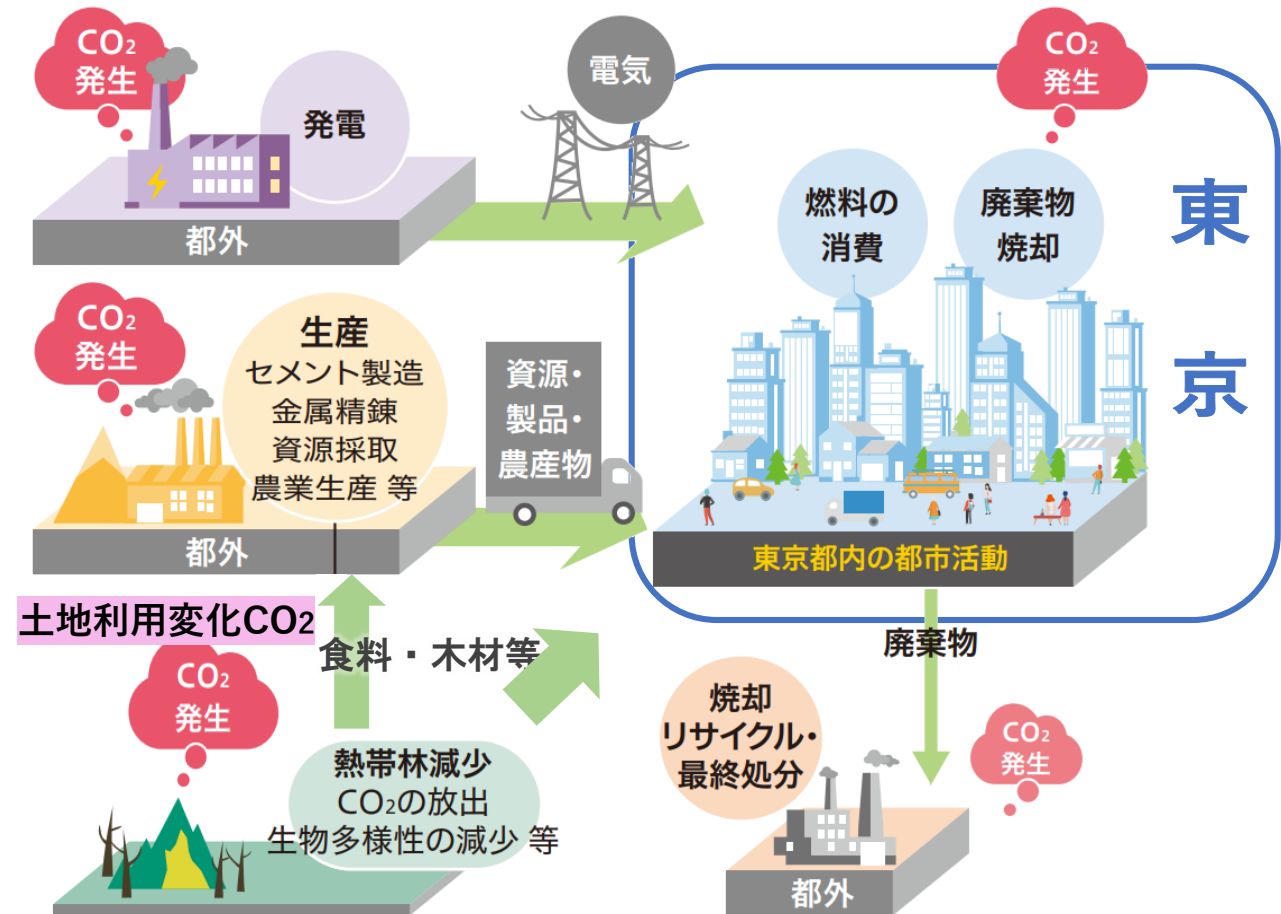 CO₂
発生
発電
都外
電気
CO₂
発生
燃料の
消費
廃棄物
焼却
東
京
CO₂
発生
生産
セメント製造
金属精錬
資源採取
農業生産 等
都外
資源・
製品・
農産物
東京都内の都市活動
土地利用変化CO2
食料・木材等
CO₂
発生
熱帯林減少
CO₂の放出
生物多様性の減少 等
廃棄物
焼却
リサイクル・
最終処分
CO₂
発生
都外